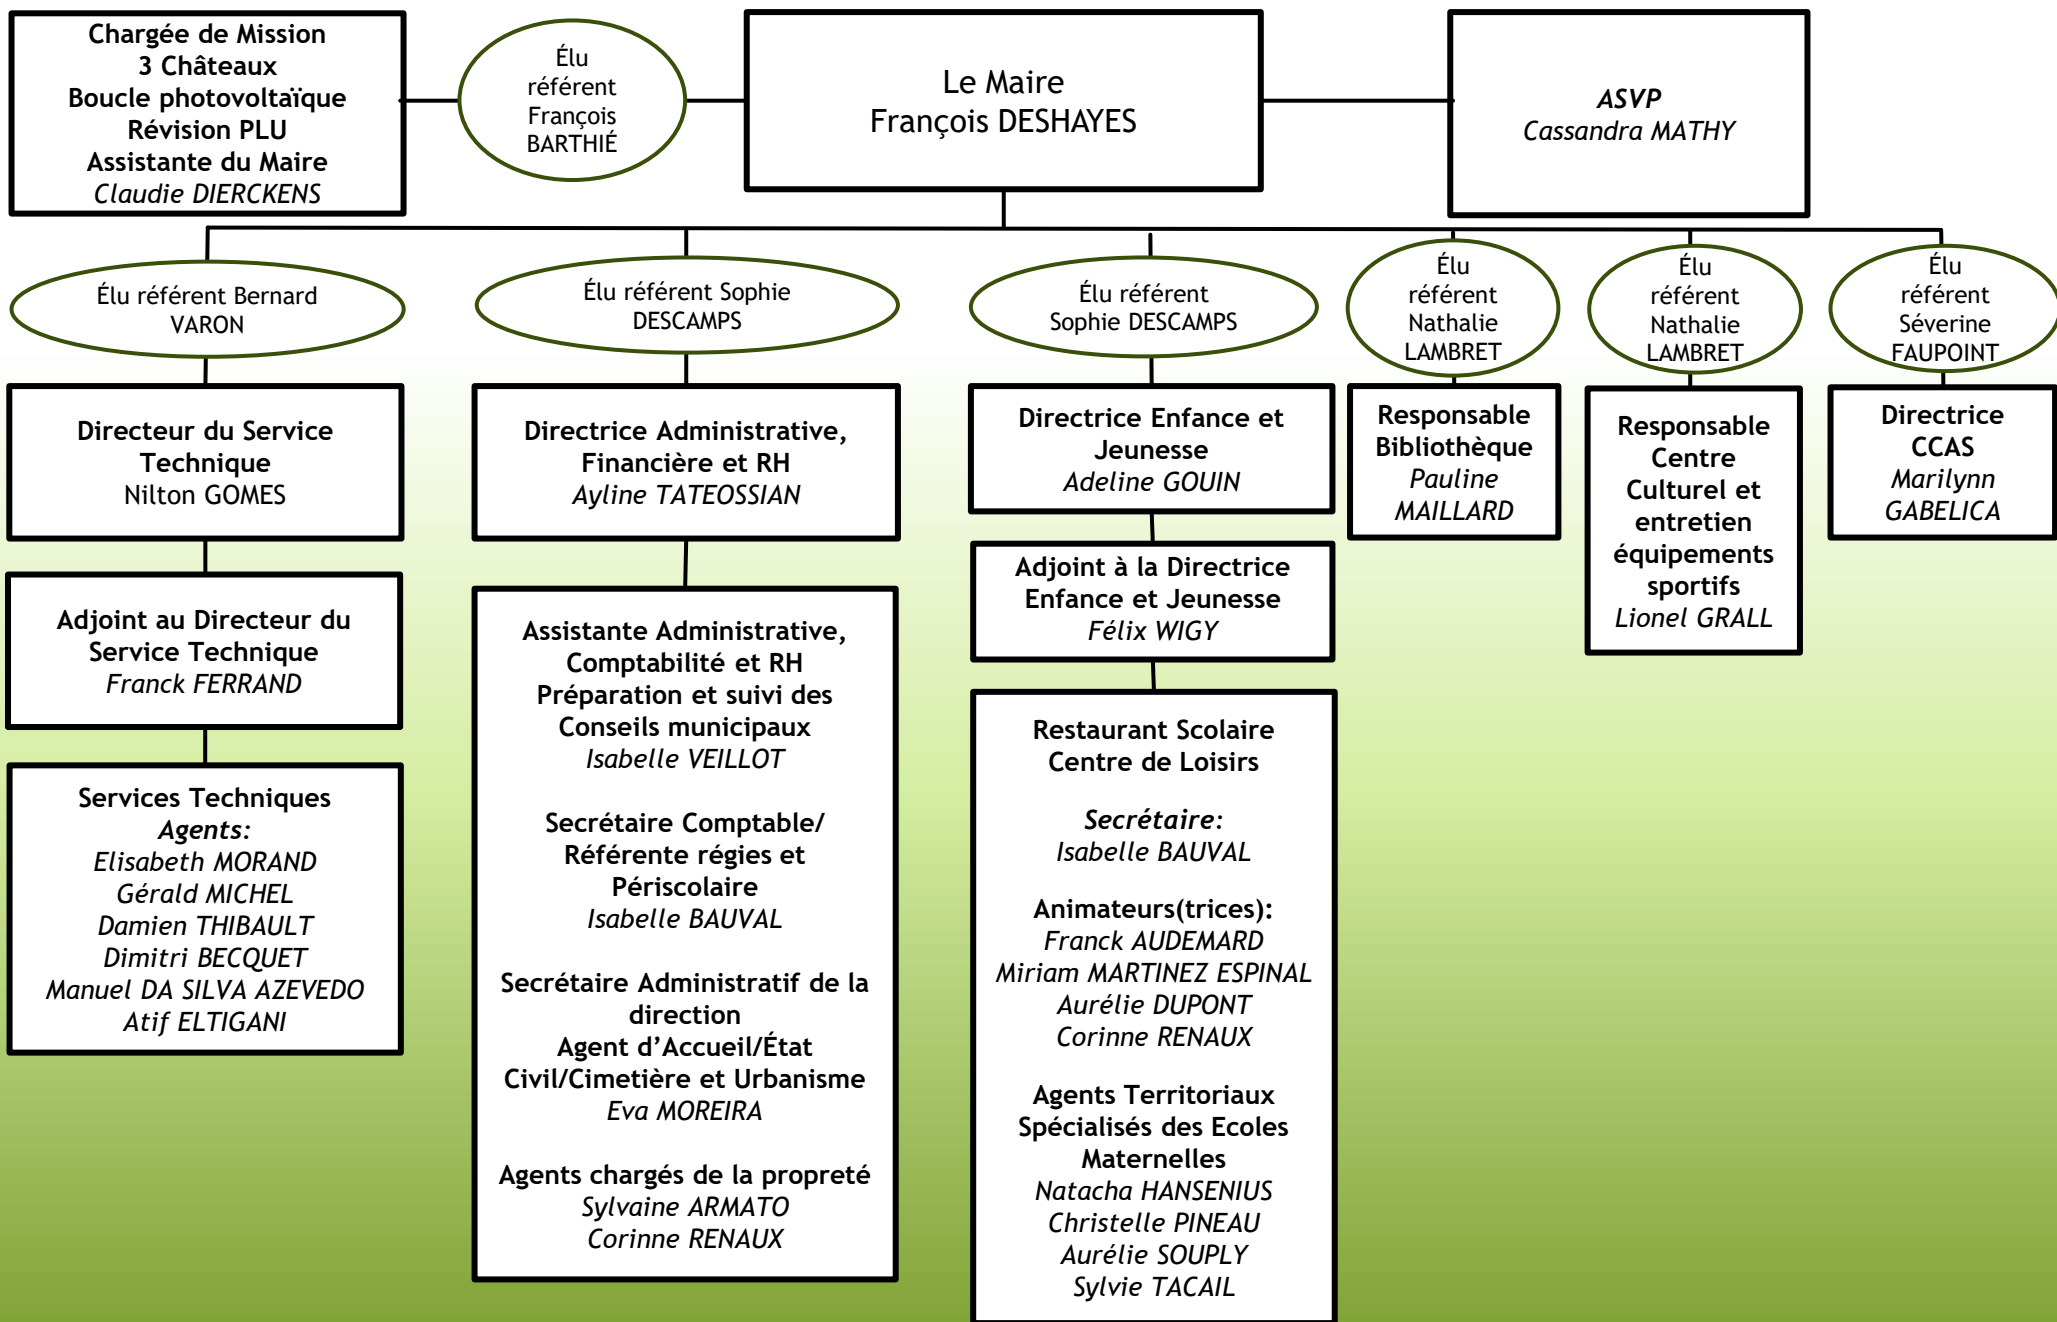 Chargée de Mission
3 Châteaux
Boucle photovoltaïque
Révision PLU
Assistante du Maire
Claudie DIERCKENS
Élu
référent
François
BARTHIÉ
Le Maire
François DESHAYES
ASVP
Cassandra MATHY
Élu référent Bernard
VARON
Élu référent Sophie
DESCAMPS
Élu référent
Sophie DESCAMPS
Élu
référent
Nathalie
LAMBRET
Élu
référent
Nathalie
LAMBRET
Élu
référent
Séverine
FAUPOINT
Directeur du Service
Technique
Nilton GOMES
Adjoint au Directeur du
Service Technique
Franck FERRAND
Services Techniques
Agents:
Elisabeth MORAND
Gérald MICHEL
Damien THIBAULT
Dimitri BECQUET
Manuel DA SILVA AZEVEDO
Atif ELTIGANI
Directrice Administrative,
Financière et RH
Ayline TATEOSSIAN
Assistante Administrative,
Comptabilité et RH
Préparation et suivi des
Conseils municipaux
Isabelle VEILLOT
Secrétaire Comptable/
Référente régies et
Périscolaire
Isabelle BAUVAL
Secrétaire Administratif de la
direction
Agent d’Accueil/État
Civil/Cimetière et Urbanisme
Eva MOREIRA
Agents chargés de la propreté
Sylvaine ARMATO
Corinne RENAUX
Directrice Enfance et
Jeunesse
Adeline GOUIN
Adjoint à la Directrice
Enfance et Jeunesse
Félix WIGY
Restaurant Scolaire
Centre de Loisirs
Secrétaire:
Isabelle BAUVAL
Animateurs(trices):
Franck AUDEMARD
Miriam MARTINEZ ESPINAL
Aurélie DUPONT
Corinne RENAUX
Agents Territoriaux
Spécialisés des Ecoles
Maternelles
Natacha HANSENIUS
Christelle PINEAU
Aurélie SOUPLY
Sylvie TACAIL
Responsable
Bibliothèque
Pauline
MAILLARD
Responsable
Centre
Culturel et
entretien
équipements
sportifs
Lionel GRALL
Directrice
CCAS
Marilynn
GABELICA